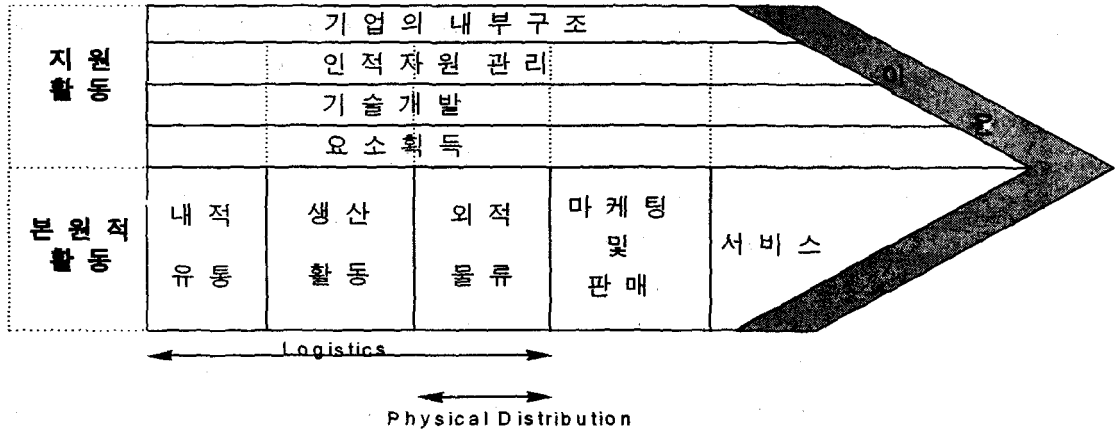 기업의 내부구조
지원
활동
인적자원 관리
기술개발
요소획득
이
윤
본원적
활동
내적
유통
생산
활동
외적
물류
마케팅
및
판매
서비스
Logistics
Physical Distribution